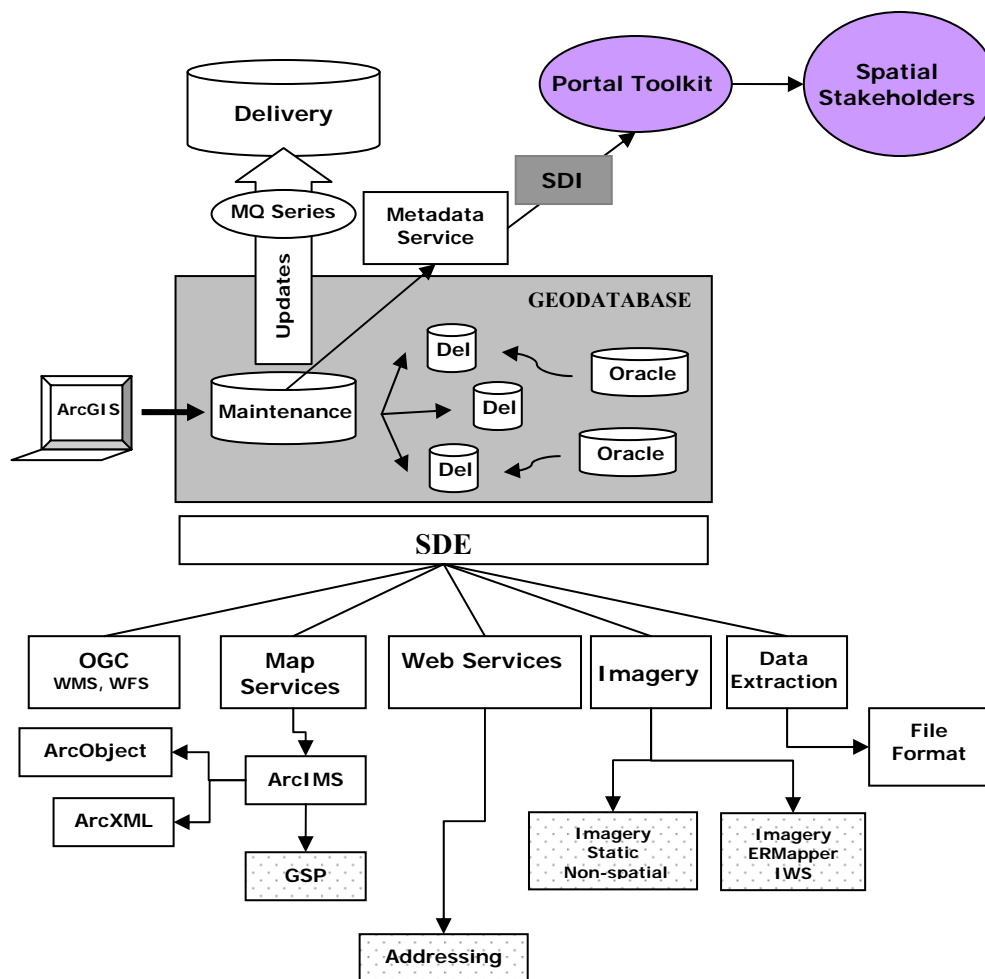 Portal Toolkit
Spatial
Stakeholders
Delivery
SDI
MQ Series
Metadata
Service
Updates
GEODATABASE
Del
Oracle
ArcGIS
Maintenance
Del
Del
Oracle
SDE
OGC
WMS, WFS
Map
Services
Web Services
Imagery
Data
Extraction
File
Format
ArcObject
ArcIMS
ArcXML
GSP
Imagery
Static
Non-spatial
Imagery
ERMapper
IWS
Addressing